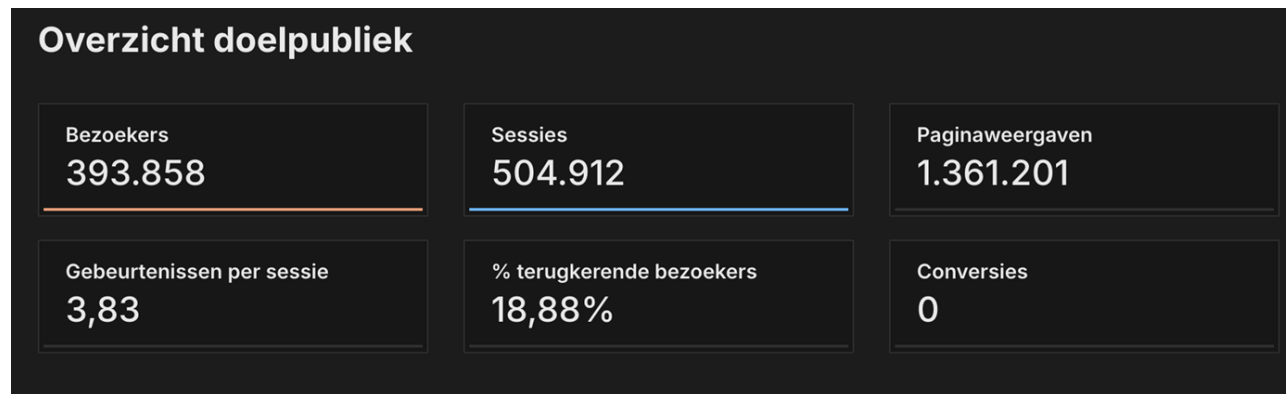 Overzicht doelpubliek
Bezoekers
393.858
Sessies
504.912
Paginaweergaven
1.361.201
Gebeurtenissen per sessie
3,83
% terugkerende bezoekers
18,88%
Conversies
0